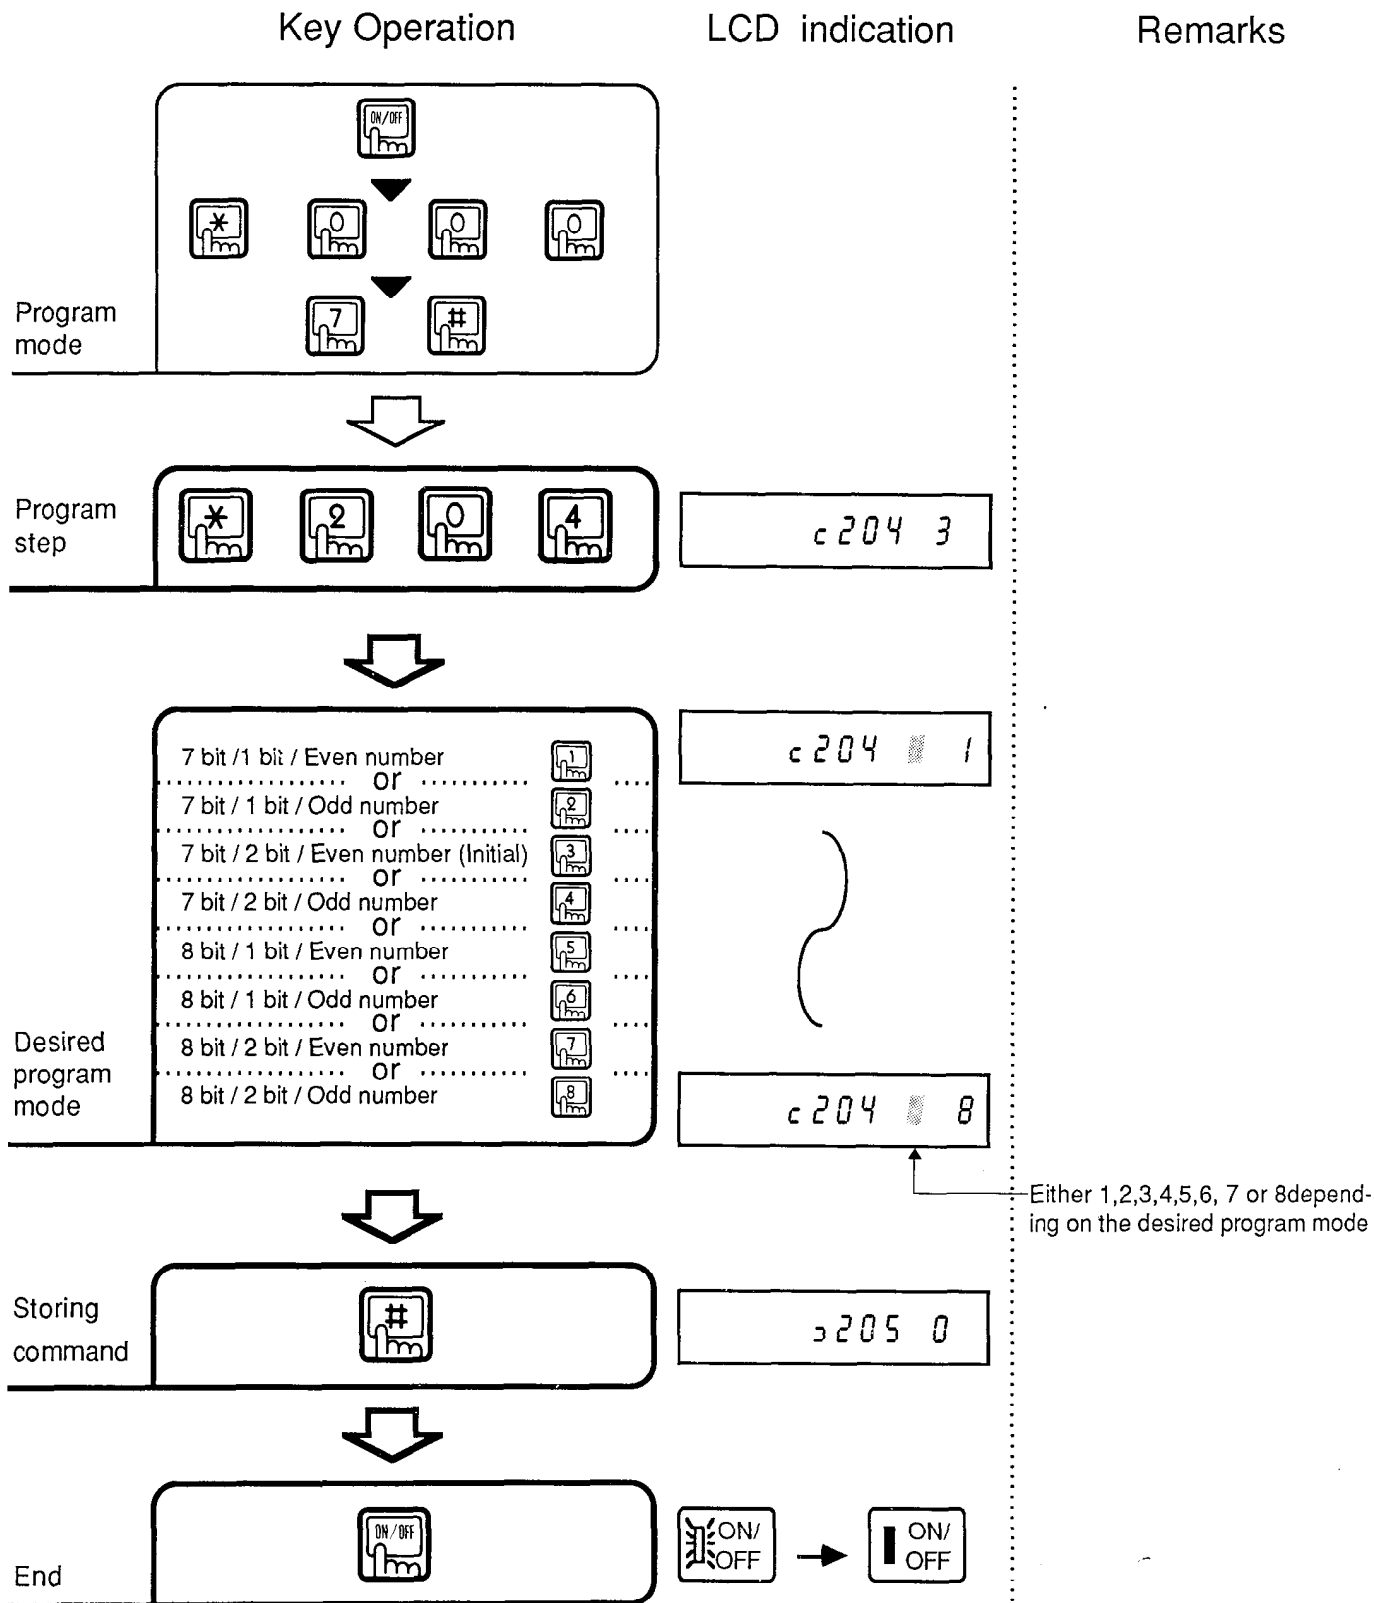 Key Operation LCD indication Remarks
ON/OFF
* 0 0 0
7 #
Program
mode
Program
step
* 2 0 4
c204 3
7 bit /1 bit / Even number 1
or
7 bit / 1 bit / Odd number 2
or
7 bit / 2 bit / Even number (Initial) 3
or
7 bit / 2 bit / Odd number 4
or
8 bit / 1 bit / Even number 5
or
8 bit / 1 bit / Odd number 6
or
8 bit / 2 bit / Even number 7
or
8 bit / 2 bit / Odd number 8
Desired
program
mode
c204 1
c204 8
Either 1,2,3,4,5,6, 7 or 8depend-
ing on the desired program mode
Storing
command
#
ↄ205 0
End
ON/OFF
ON/
OFF
ON/
OFF